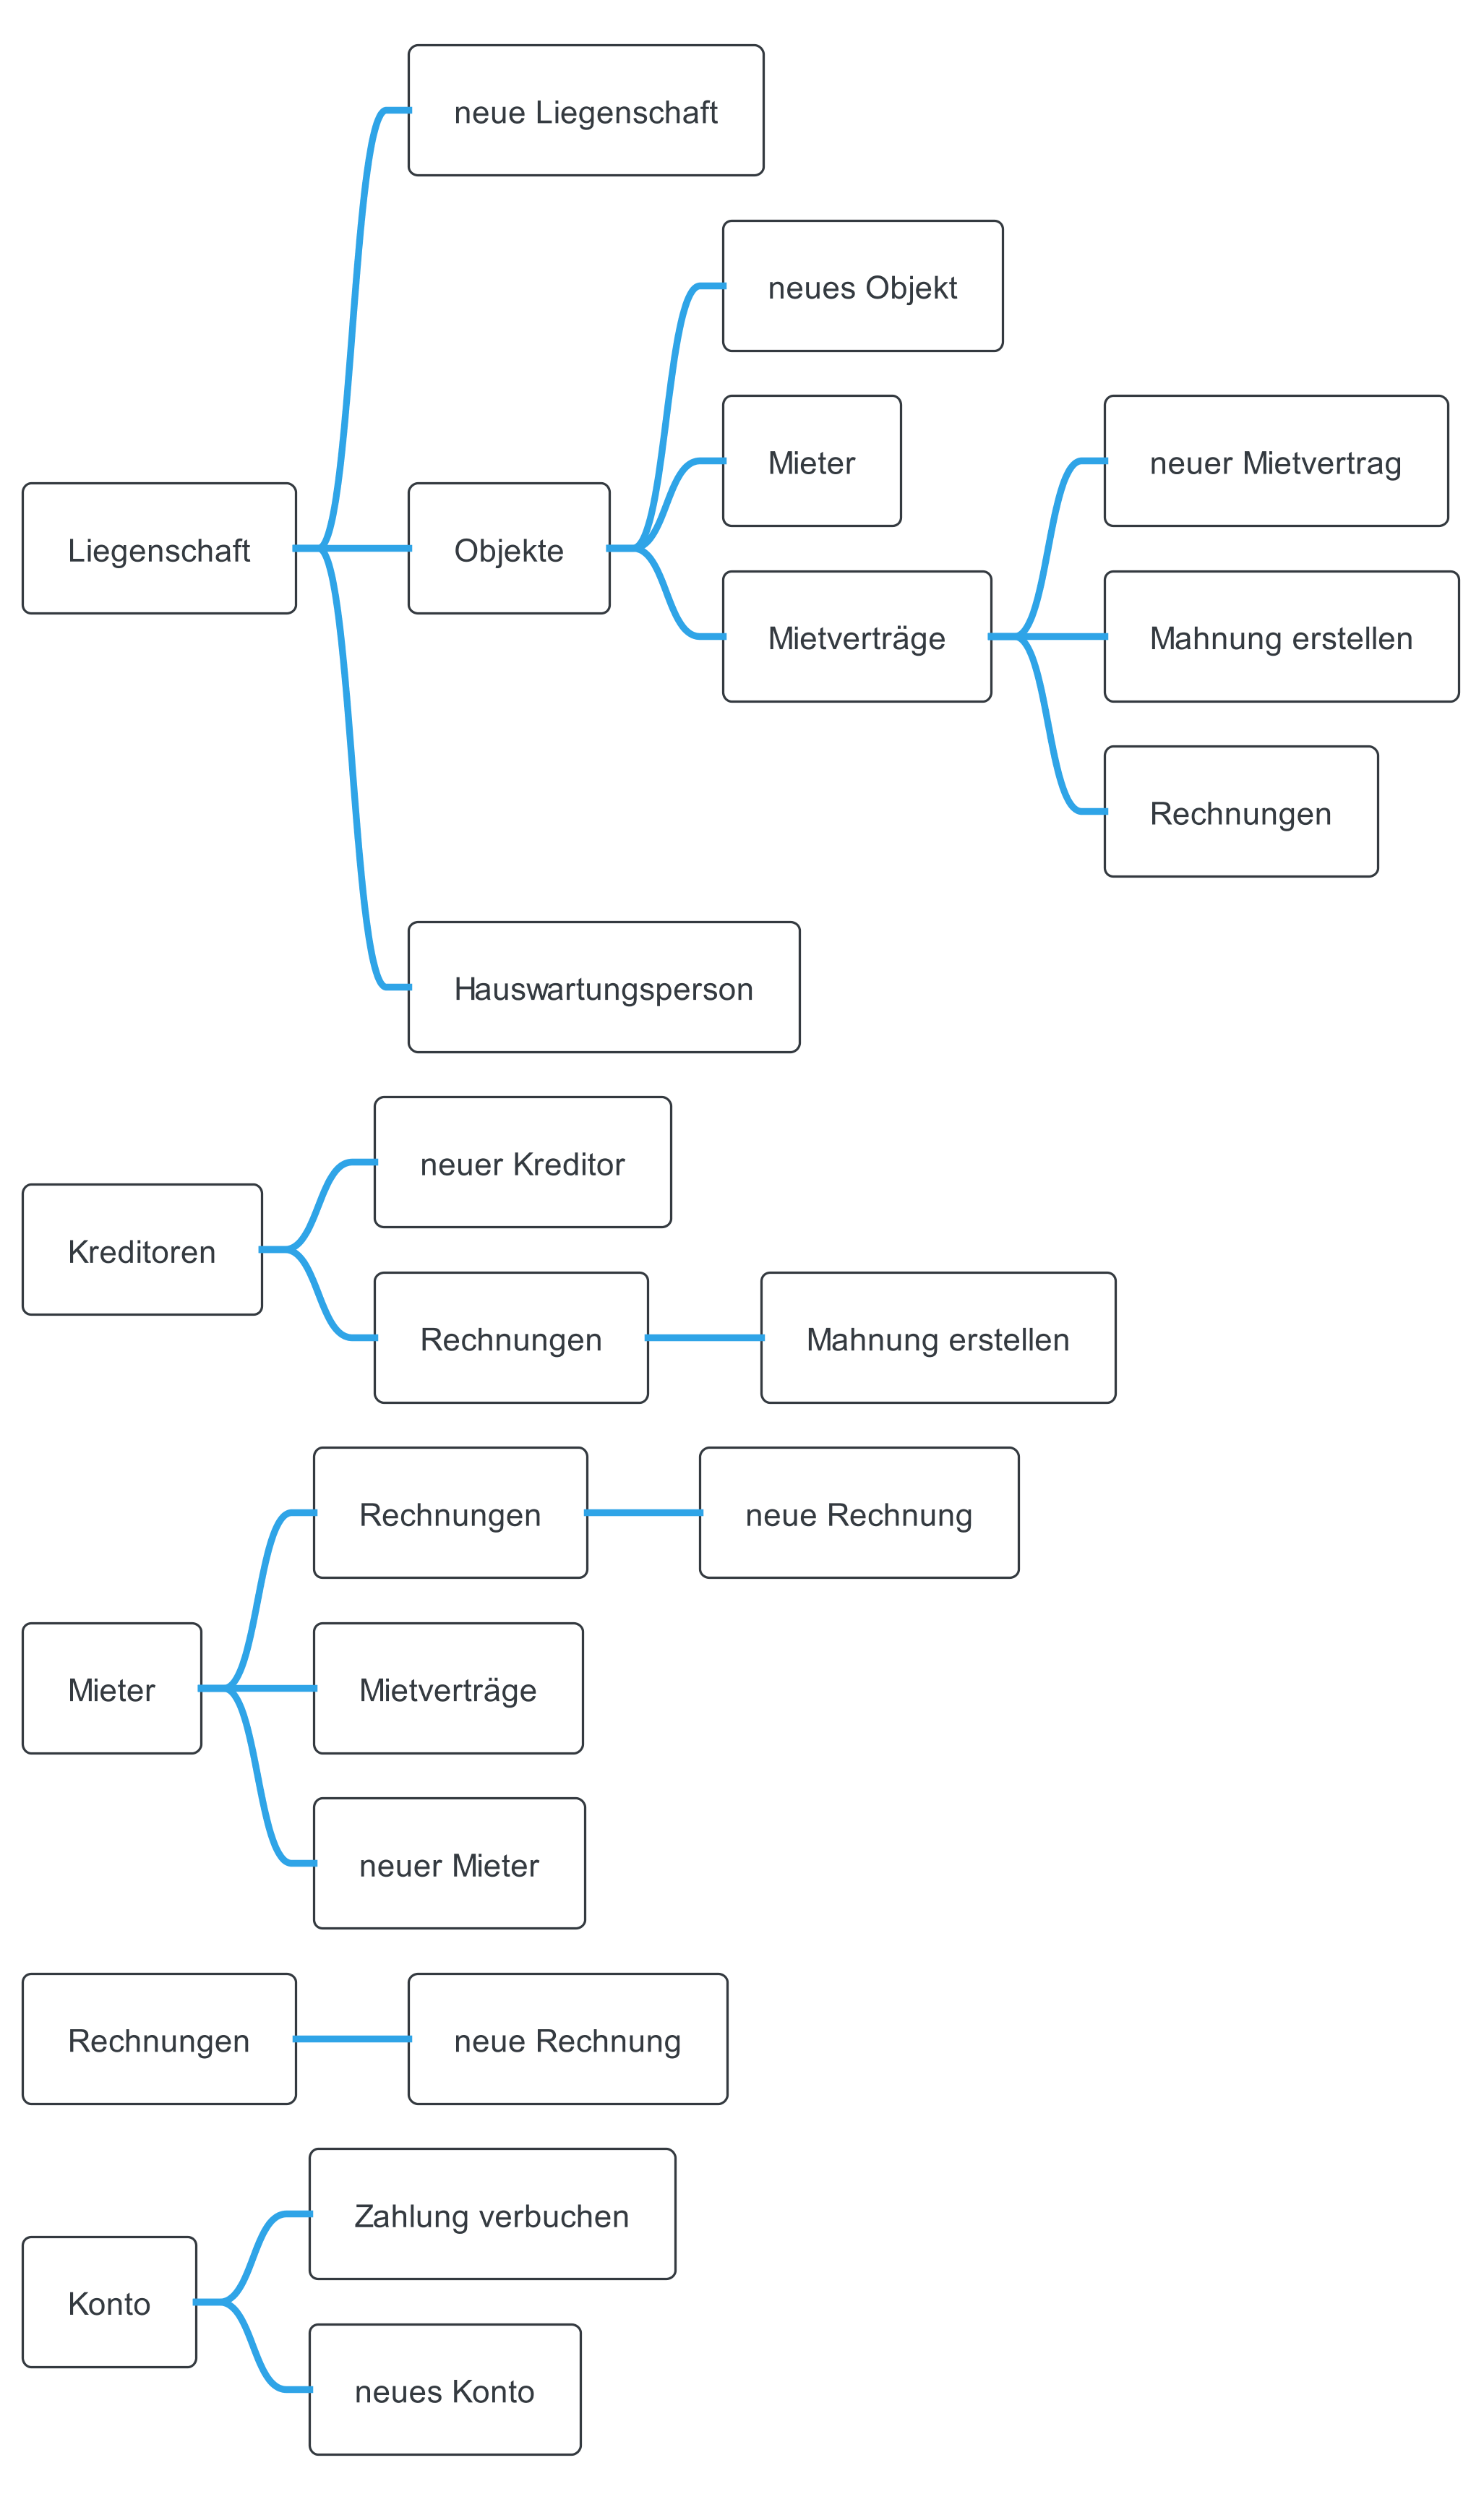 neue Liegenschaft
neues Objekt
Mieter
neuer Mietvertrag
Liegenschaft
Objekte
Mietverträge
Mahnung erstellen
Rechnungen
Hauswartungsperson
neuer Kreditor
Kreditoren
Rechnungen
Mahnung erstellen
Rechnungen
neue Rechnung
Mieter
Mietverträge
neuer Mieter
Rechnungen
neue Rechnung
Zahlung verbuchen
Konto
neues Konto